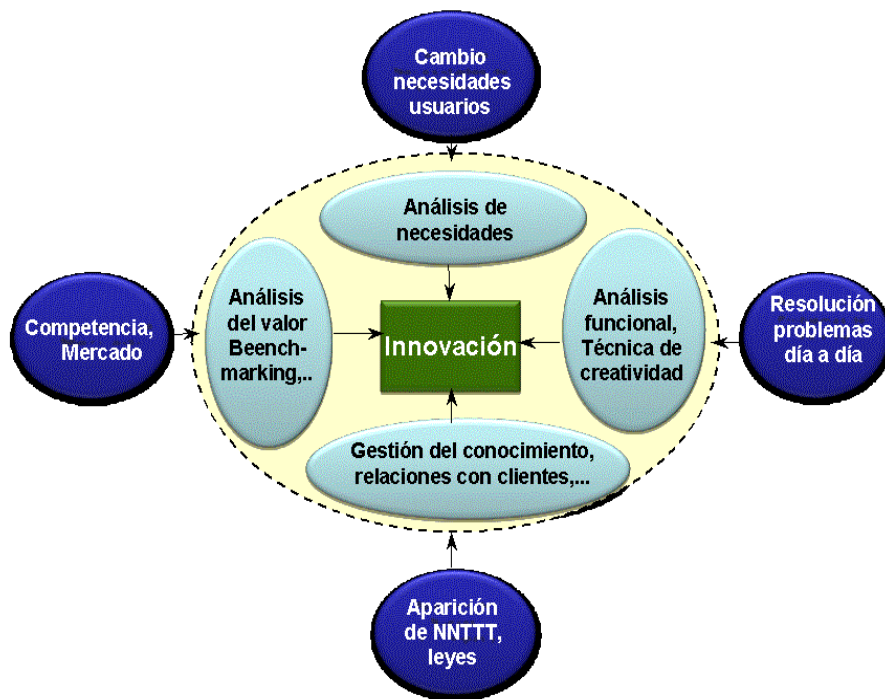 Cambio
necesidades
usuarios
Análisis de
necesidades
Competencia,
Mercado
Análisis
del valor
Beench-
marking,..
Innovación
Análisis
funcional,
Técnica de
creatividad
Resolución
problemas
día a día
Gestión del conocimiento,
relaciones con clientes,...
Aparición
de NNTTT,
leyes